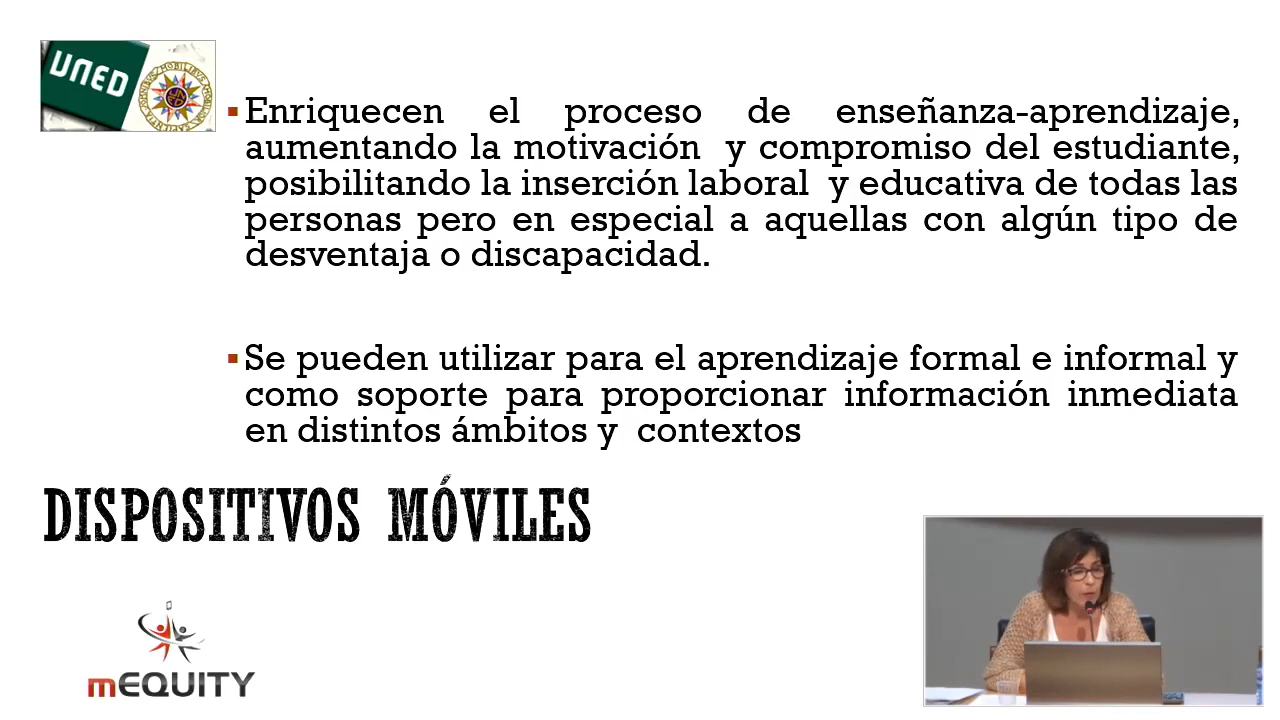 UNED
Enriquecen el proceso de enseñanza-aprendizaje,
aumentando la motivación y compromiso del estudiante,
posibilitando la inserción laboral y educativa de todas las
personas pero en especial a aquellas con algún tipo de
desventaja o discapacidad.
Se pueden utilizar para el aprendizaje formal e informal y
como soporte para proporcionar información inmediata
en distintos ámbitos y contextos
DISPOSITIVOS MÓVILES
mEQUITY